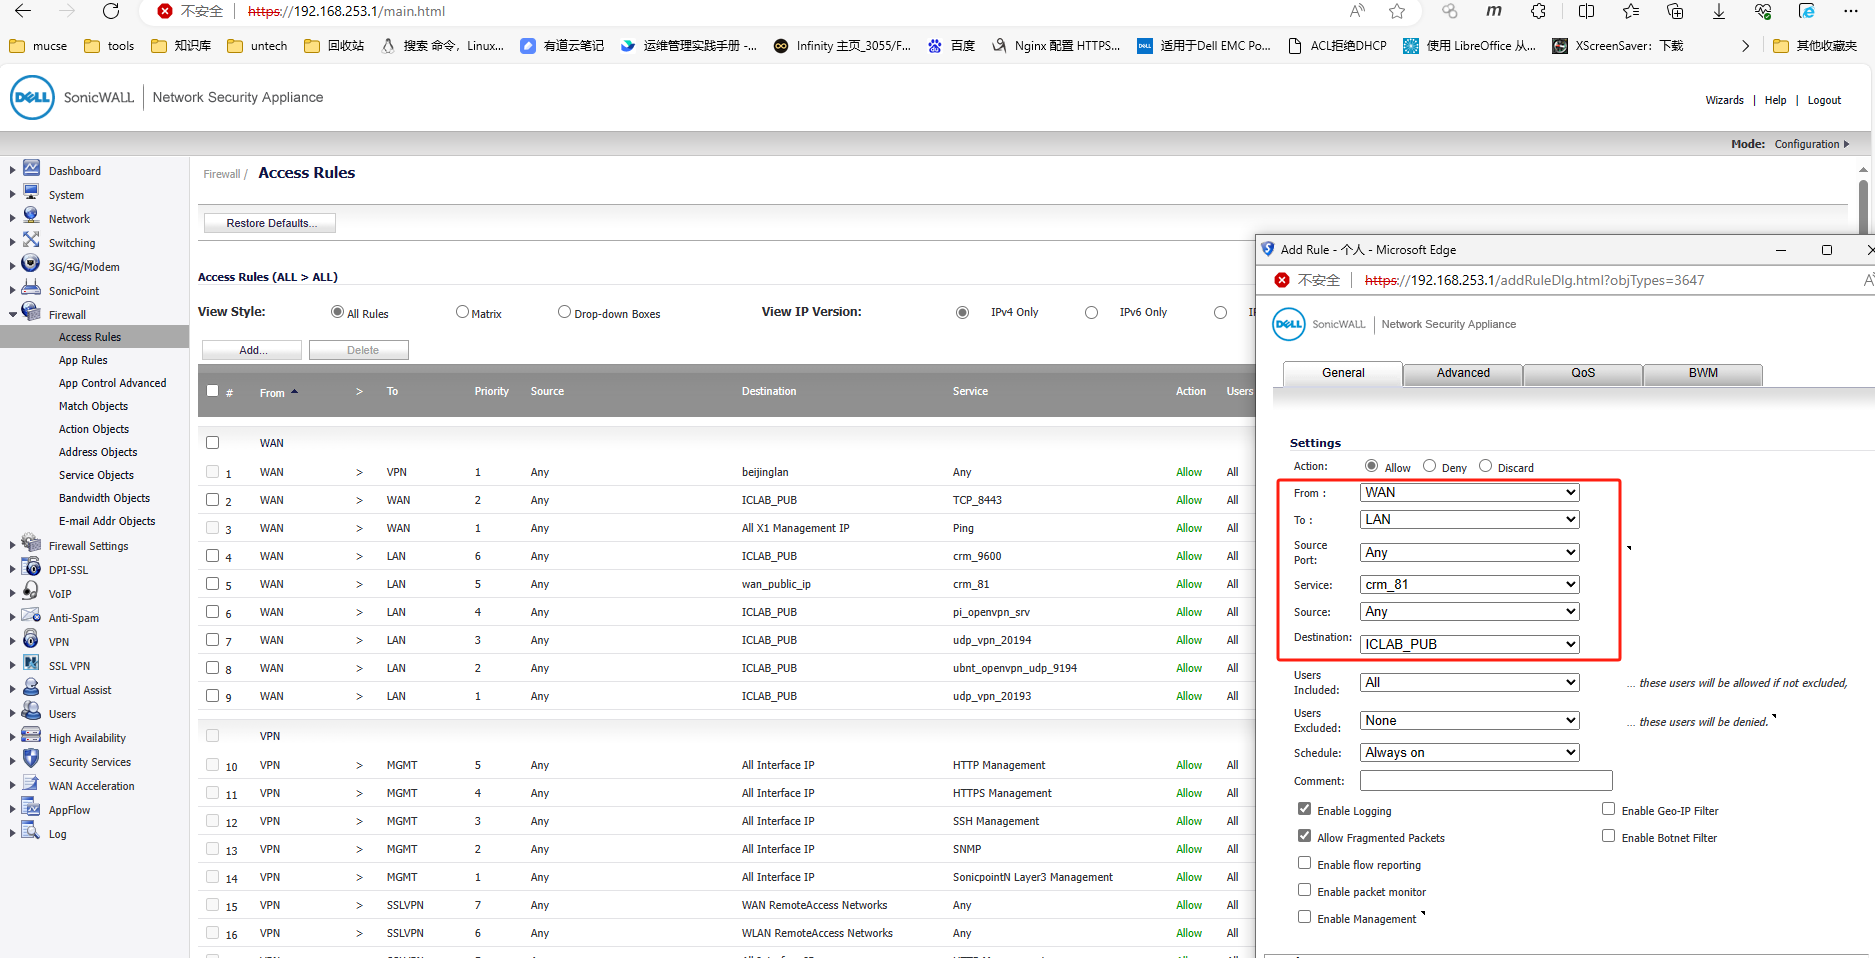 不安全 https://192.168.253.1/main.html
mucse tools 知识库 untech 回收站 搜索 命令，Linux... 有道云笔记 运维管理实践手册 -... Infinity 主页_3055/F... 百度 Nginx 配置 HTTPS... 适用于Dell EMC Po... ACL拒绝DHCP 使用 LibreOffice 从... XScreenSaver：下载 其他收藏夹
DELL SonicWALL Network Security Appliance
Wizards | Help | Logout
Mode: Configuration
Dashboard
System
Network
Switching
3G/4G/Modem
SonicPoint
Firewall
Access Rules
App Rules
App Control Advanced
Match Objects
Action Objects
Address Objects
Service Objects
Bandwidth Objects
E-mail Addr Objects
Firewall Settings
DPI-SSL
VoIP
Anti-Spam
VPN
SSL VPN
Virtual Assist
Users
High Availability
Security Services
WAN Acceleration
AppFlow
Log
Firewall / Access Rules
Restore Defaults...
Access Rules (ALL > ALL)
View Style: All Rules Matrix Drop-down Boxes View IP Version: IPv4 Only IPv6 Only
Add... Delete
# From > To Priority Source Destination Service Action Users
WAN
1 WAN > VPN 1 Any beijinglan Any Allow All
2 WAN > WAN 2 Any ICLAB_PUB TCP_8443 Allow All
3 WAN > WAN 1 Any All X1 Management IP Ping Allow All
4 WAN > LAN 6 Any ICLAB_PUB crm_9600 Allow All
5 WAN > LAN 5 Any wan_public_ip crm_81 Allow All
6 WAN > LAN 4 Any ICLAB_PUB pi_openvpn_srv Allow All
7 WAN > LAN 3 Any ICLAB_PUB udp_vpn_20194 Allow All
8 WAN > LAN 2 Any ICLAB_PUB ubnt_openvpn_udp_9194 Allow All
9 WAN > LAN 1 Any ICLAB_PUB udp_vpn_20193 Allow All
VPN
10 VPN > MGMT 5 Any All Interface IP HTTP Management Allow All
11 VPN > MGMT 4 Any All Interface IP HTTPS Management Allow All
12 VPN > MGMT 3 Any All Interface IP SSH Management Allow All
13 VPN > MGMT 2 Any All Interface IP SNMP Allow All
14 VPN > MGMT 1 Any All Interface IP SonicpointN Layer3 Management Allow All
15 VPN > SSLVPN 7 Any WAN RemoteAccess Networks Any Allow All
16 VPN > SSLVPN 6 Any WLAN RemoteAccess Networks Any Allow All
Add Rule - 个人 - Microsoft Edge
不安全 https://192.168.253.1/addRuleDlg.html?objTypes=3647
DELL SonicWALL Network Security Appliance
General Advanced QoS BWM
Settings
Action: Allow Deny Discard
From : WAN
To : LAN
Source Port: Any
Service: crm_81
Source: Any
Destination: ICLAB_PUB
Users Included: All ... these users will be allowed if not excluded,
Users Excluded: None ... these users will be denied.
Schedule: Always on
Comment:
Enable Logging Enable Geo-IP Filter
Allow Fragmented Packets Enable Botnet Filter
Enable flow reporting
Enable packet monitor
Enable Management